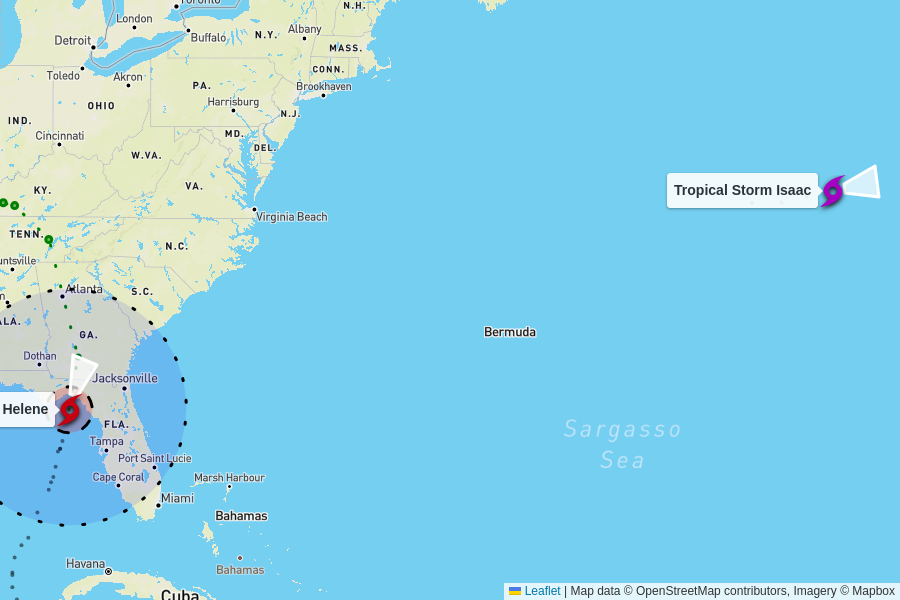 Toronto
London
N.H.
Albany
Buffalo
N.Y.
Detroit
MASS.
Toledo
Akron
CONN.
PA.
Brookhaven
OHIO
Harrisburg
N.J.
IND.
Cincinnati
MD.
DEL.
W.VA.
KY.
VA.
Tropical Storm Isaac
Virginia Beach
TENN.
N.C.
untsville
Atlanta
S.C.
m
ALA.
GA.
Bermuda
Dothan
Jacksonville
Helene
FLA.
Sargasso
Sea
Tampa
Port Saint Lucie
Cape Coral
Marsh Harbour
Miami
Bahamas
Havana
Bahamas
Cuba
Leaflet | Map data © OpenStreetMap contributors, Imagery © Mapbox